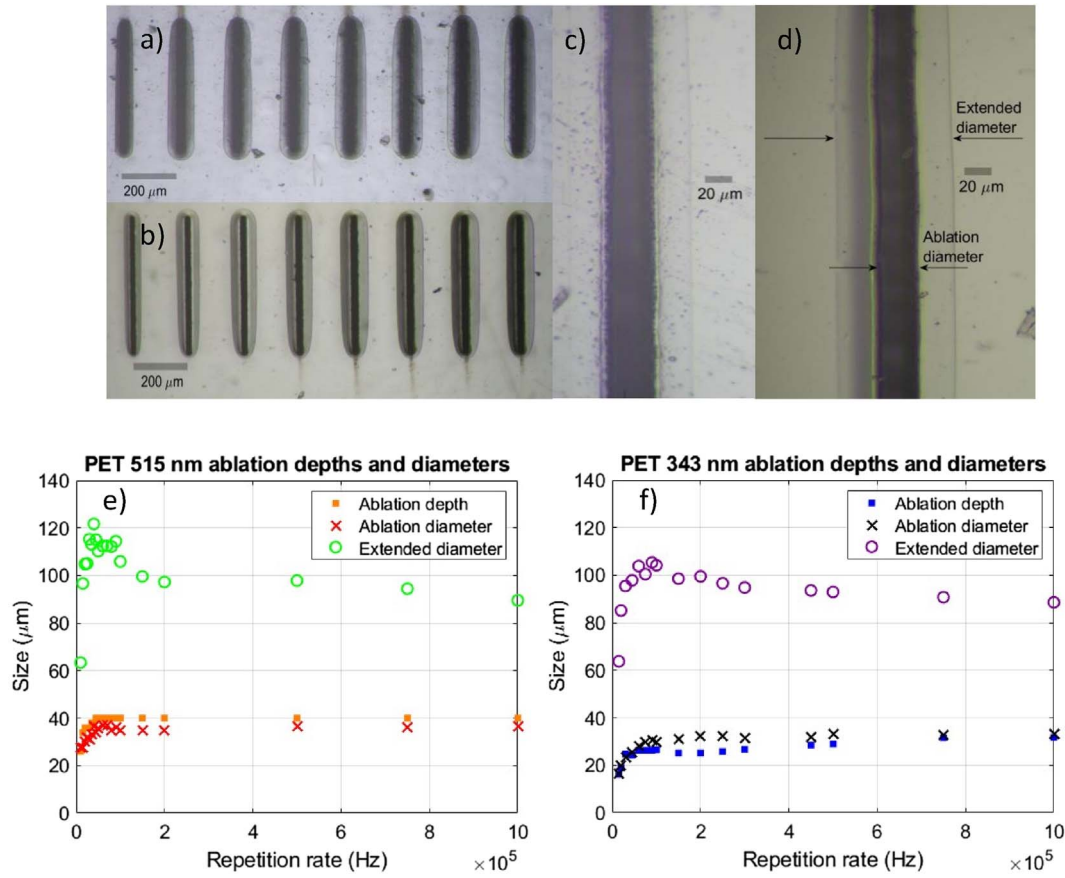 a)
200 μm
b)
200 μm
c)
20 μm
d)
Extended
diameter
20 μm
Ablation
diameter
PET 515 nm ablation depths and diameters
e)
Ablation depth
Ablation diameter
Extended diameter
140
120
100
80
60
40
20
0
Size (μm)
0 2 4 6 8 10
Repetition rate (Hz)
×10⁵
PET 343 nm ablation depths and diameters
f)
Ablation depth
Ablation diameter
Extended diameter
140
120
100
80
60
40
20
0
Size (μm)
0 2 4 6 8 10
Repetition rate (Hz)
×10⁵